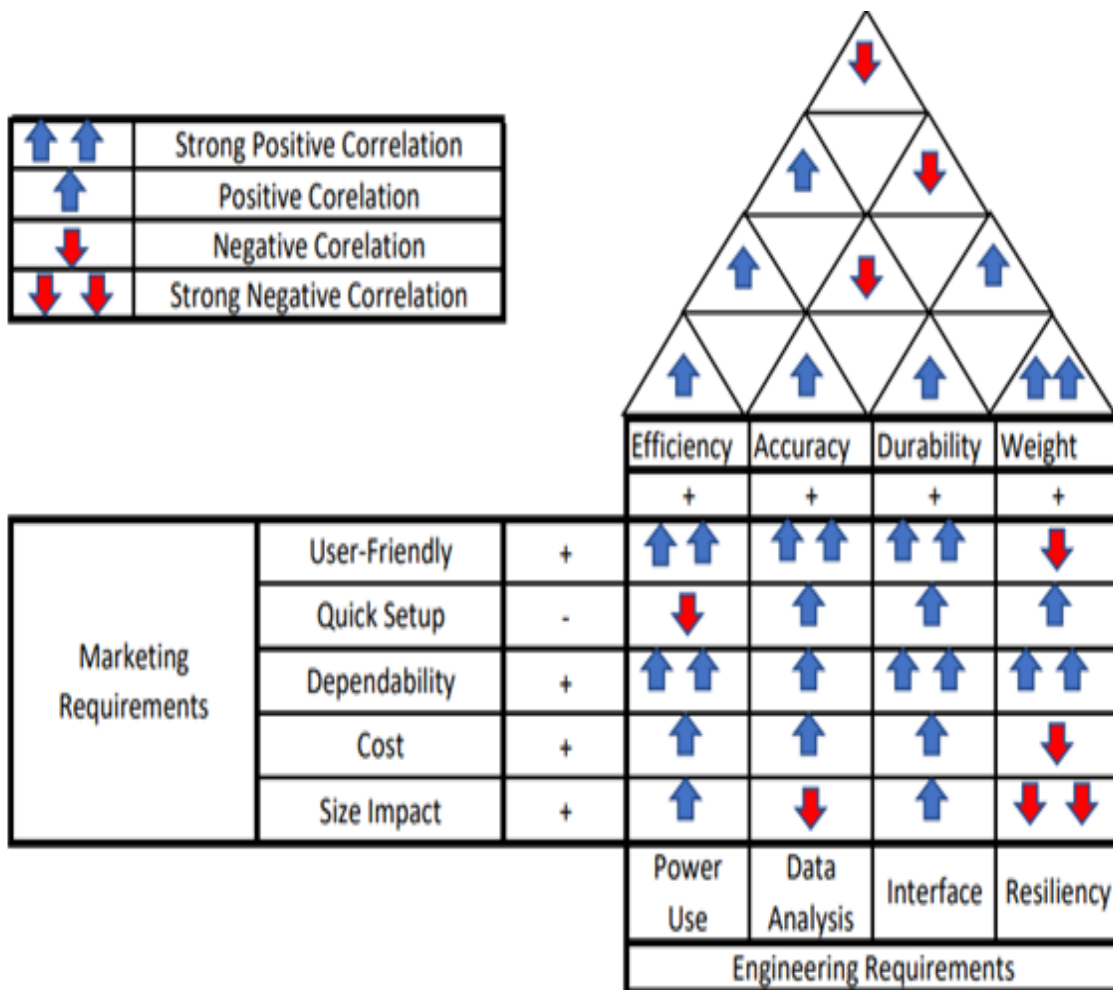 Strong Positive Correlation
Positive Corelation
Negative Corelation
Strong Negative Correlation
Efficiency Accuracy Durability Weight
+ + + +
User-Friendly +
Quick Setup -
Marketing
Requirements
Dependability +
Cost +
Size Impact +
Power
Use
Data
Analysis
Interface
Resiliency
Engineering Requirements